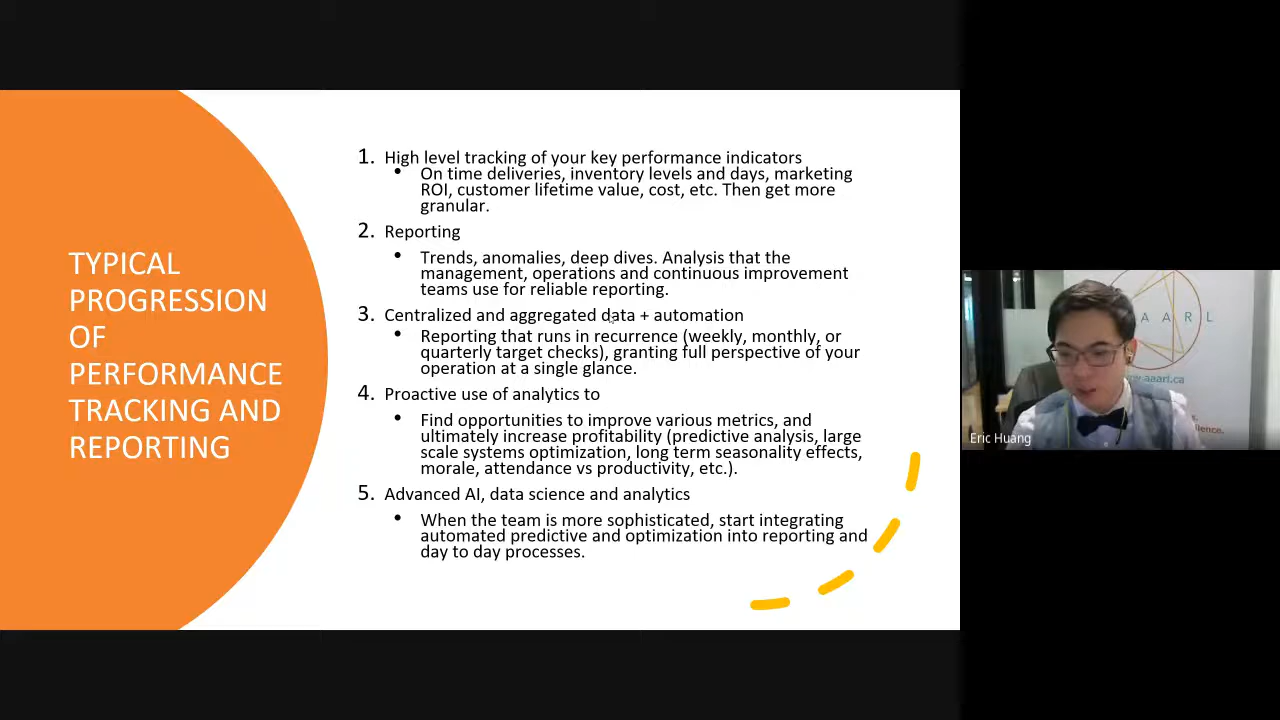 TYPICAL
PROGRESSION
OF
PERFORMANCE
TRACKING AND
REPORTING
1. High level tracking of your key performance indicators
• On time deliveries, inventory levels and days, marketing
ROI, customer lifetime value, cost, etc. Then get more
granular.
2. Reporting
• Trends, anomalies, deep dives. Analysis that the
management, operations and continuous improvement
teams use for reliable reporting.
3. Centralized and aggregated data + automation
• Reporting that runs in recurrence (weekly, monthly, or
quarterly target checks), granting full perspective of your
operation at a single glance.
4. Proactive use of analytics to
• Find opportunities to improve various metrics, and
ultimately increase profitability (predictive analysis, large
scale systems optimization, long term seasonality effects,
morale, attendance vs productivity, etc.).
5. Advanced AI, data science and analytics
• When the team is more sophisticated, start integrating
automated predictive and optimization into reporting and
day to day processes.
A A R L
www.aaarl.ca
Eric Huang